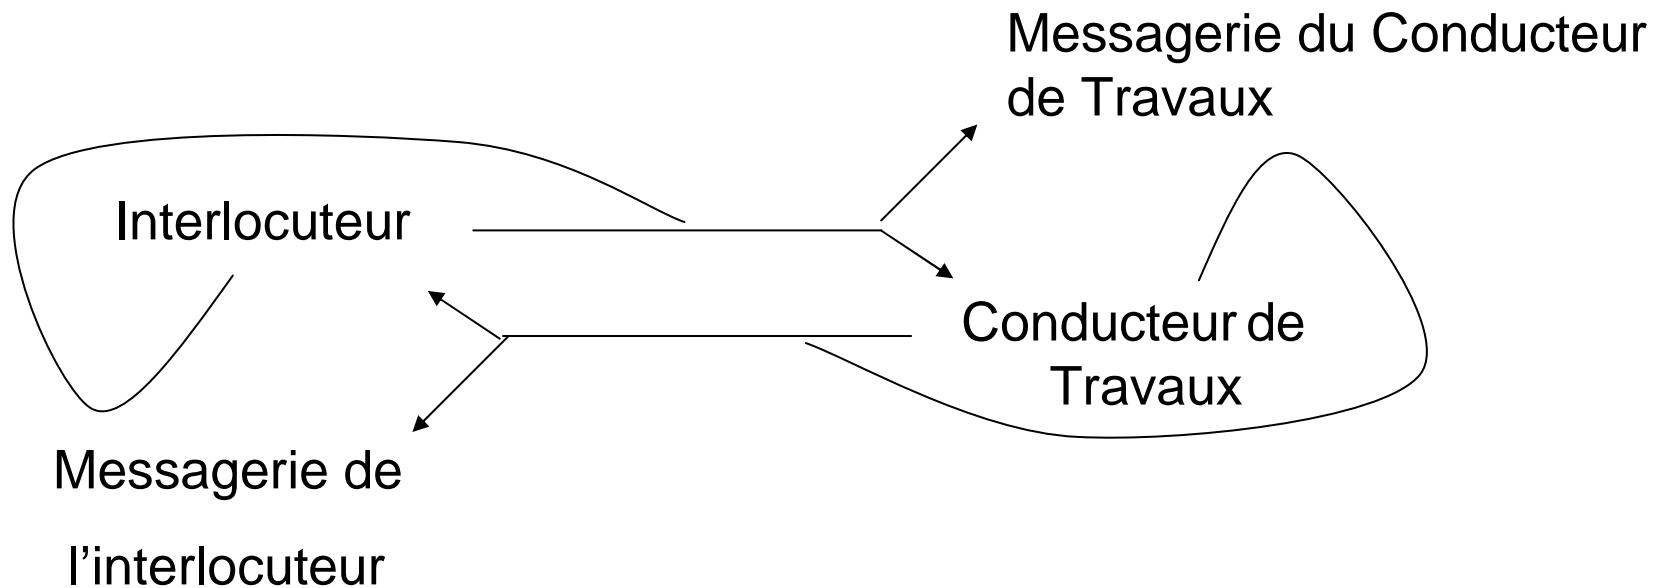 Messagerie du Conducteur
de Travaux
Interlocuteur
Conducteur de
Travaux
Messagerie de
l’interlocuteur